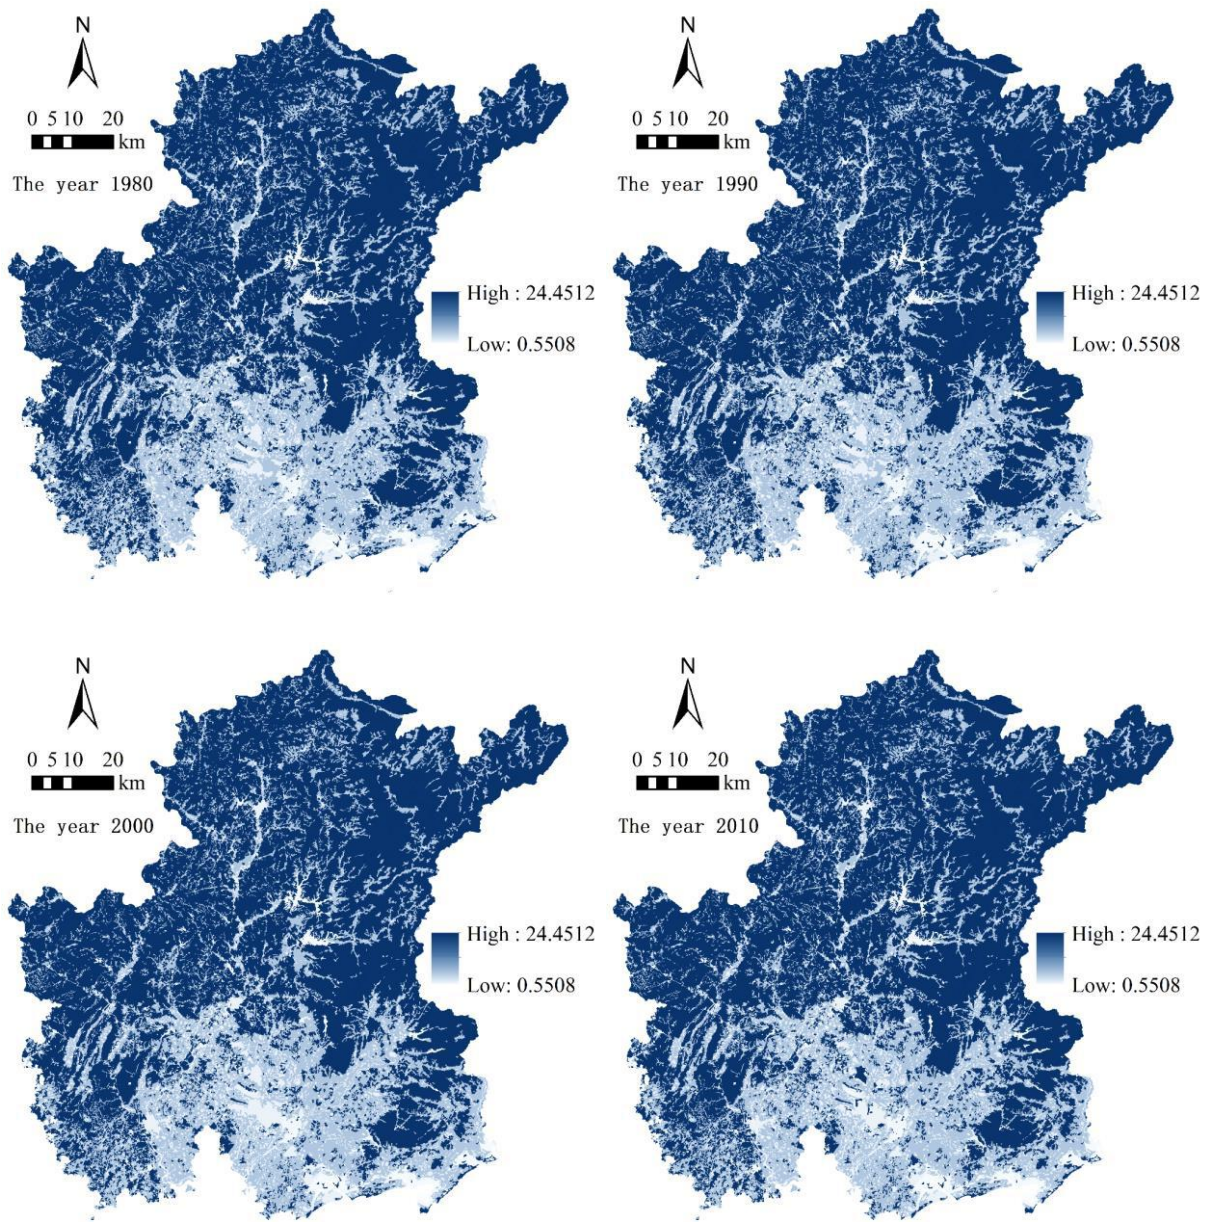 N
0 5 10 20
km
The year 1980
High : 24.4512
Low: 0.5508
N
0 5 10 20
km
The year 1990
High : 24.4512
Low: 0.5508
N
0 5 10 20
km
The year 2000
High : 24.4512
Low: 0.5508
N
0 5 10 20
km
The year 2010
High : 24.4512
Low: 0.5508